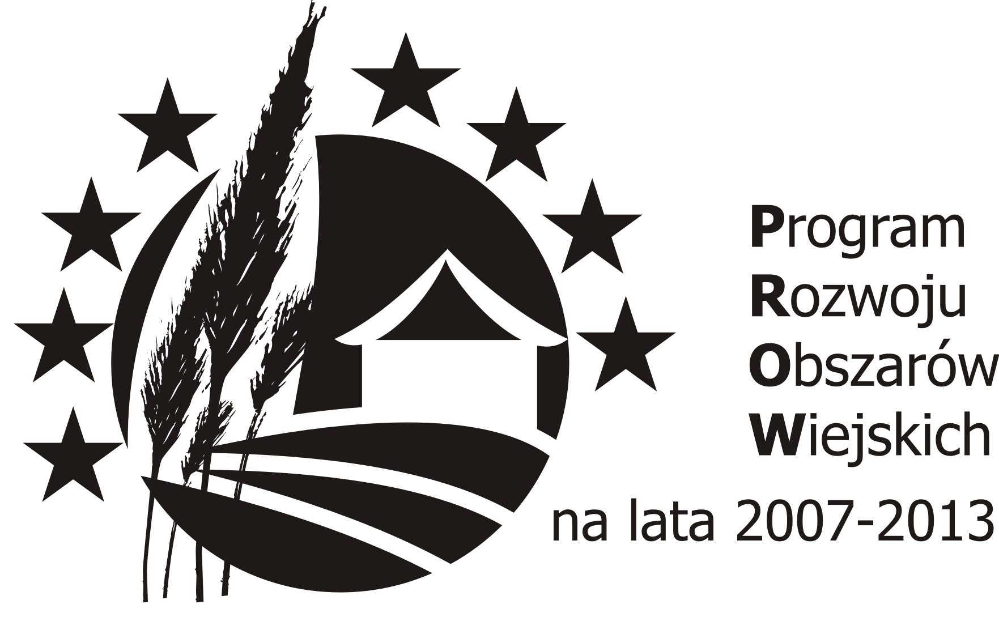 Program
Rozwoju
Obszarów
Wiejskich
na lata 2007-2013